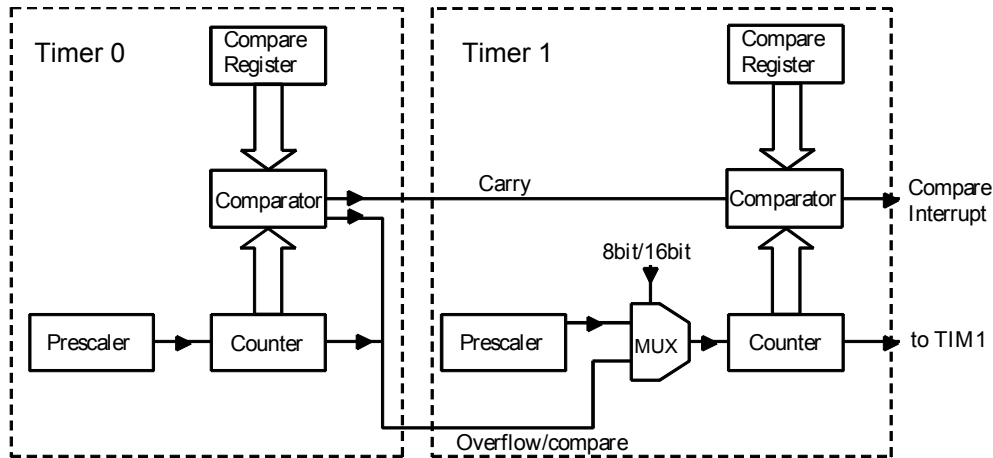 Timer 0
Compare
Register
Comparator
Prescaler
Counter
Timer 1
Compare
Register
Carry
Comparator
Compare
Interrupt
8bit/16bit
Prescaler
MUX
Counter
to TIM1
Overflow/compare